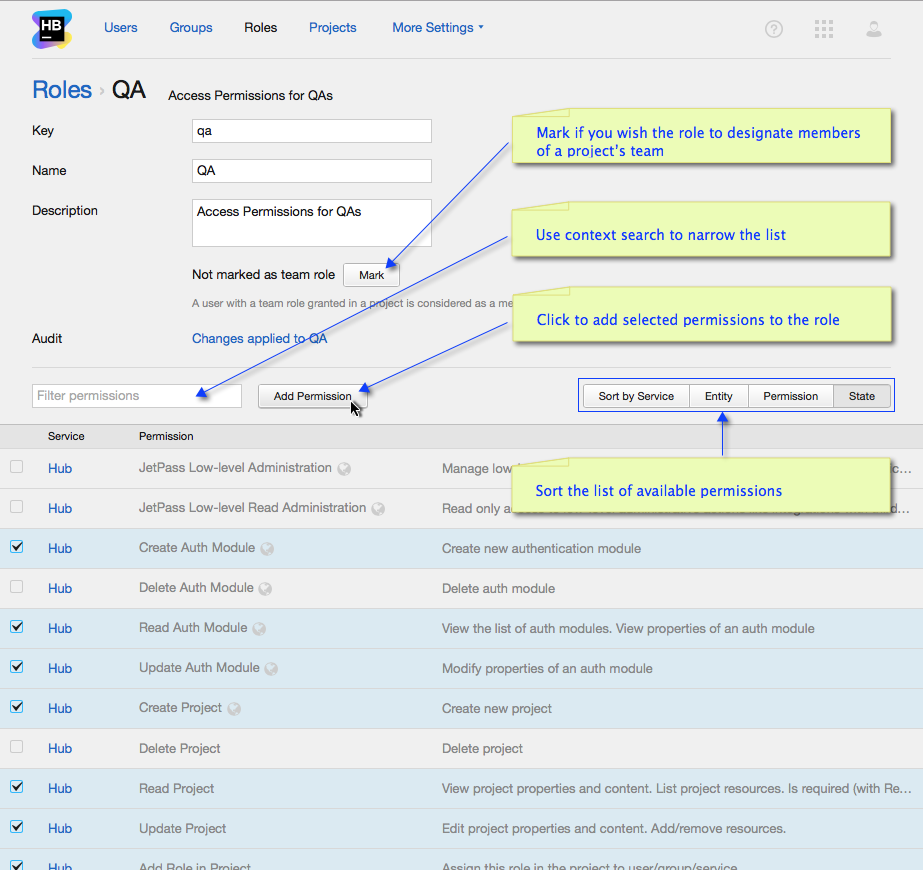 HB
Users Groups Roles Projects More Settings
Roles › QA Access Permissions for QAs
Key qa
Mark if you wish the role to designate members
of a project's team
Name QA
Description Access Permissions for QAs
Use context search to narrow the list
Not marked as team role Mark
A user with a team role granted in a project is considered as a me
Click to add selected permissions to the role
Audit Changes applied to QA
Filter permissions Add Permission Sort by Service Entity Permission State
Service Permission
Hub JetPass Low-level Administration Manage low c...
Sort the list of available permissions
Hub JetPass Low-level Read Administration Read only d...
Hub Create Auth Module Create new authentication module
Hub Delete Auth Module Delete auth module
Hub Read Auth Module View the list of auth modules. View properties of an auth module
Hub Update Auth Module Modify properties of an auth module
Hub Create Project Create new project
Hub Delete Project Delete project
Hub Read Project View project properties and content. List project resources. Is required (with Re...
Hub Update Project Edit project properties and content. Add/remove resources.
Hub Add Role in Project Assign this role in the project to user/group/service